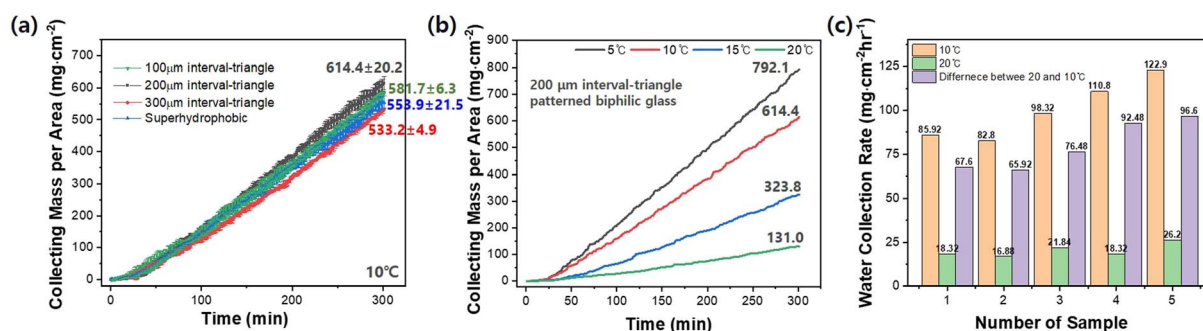 (a)
Collecting Mass per Area (mg·cm⁻²)
700
600
500
400
300
200
100
0
100μm interval-triangle
200μm interval-triangle
300μm interval-triangle
Superhydrophobic
614.4±20.2
581.7±6.3
553.9±21.5
533.2±4.9
10℃
0 100 200 300
Time (min)
(b)
Collecting Mass per Area (mg·cm⁻²)
900
800
700
600
500
400
300
200
100
0
5℃ 10℃ 15℃ 20℃
200 μm interval-triangle
patterned biphilic glass
792.1
614.4
323.8
131.0
0 50 100 150 200 250 300
Time (min)
(c)
Water Collection Rate (mg·cm⁻²hr⁻¹)
150
125
100
75
50
25
0
10℃
20℃
Differnece betwee 20 and 10℃
85.92 18.32 67.6
82.8 16.88 65.92
98.32 21.84 76.48
110.8 18.32 92.48
122.9 26.2 96.6
1 2 3 4 5
Number of Sample